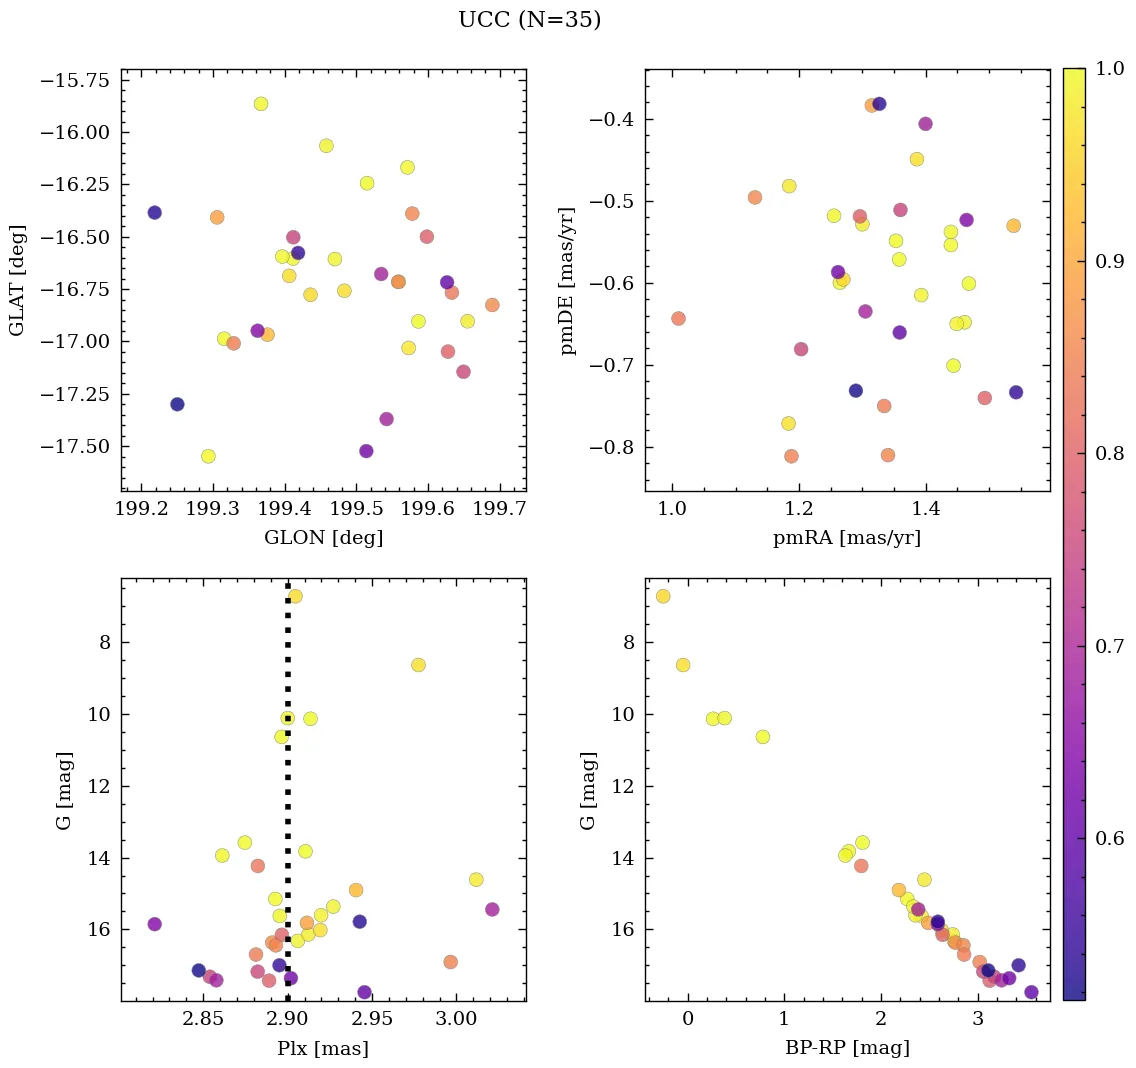 UCC (N=35)
−15.75
−16.00
−16.25
−16.50
−16.75
−17.00
−17.25
−17.50
GLAT [deg]
199.2 199.3 199.4 199.5 199.6 199.7
GLON [deg]
−0.4
−0.5
−0.6
−0.7
−0.8
pmDE [mas/yr]
1.0 1.2 1.4
pmRA [mas/yr]
1.0
0.9
0.8
0.7
0.6
8
10
12
14
16
G [mag]
2.85 2.90 2.95 3.00
Plx [mas]
8
10
12
14
16
G [mag]
0 1 2 3
BP-RP [mag]